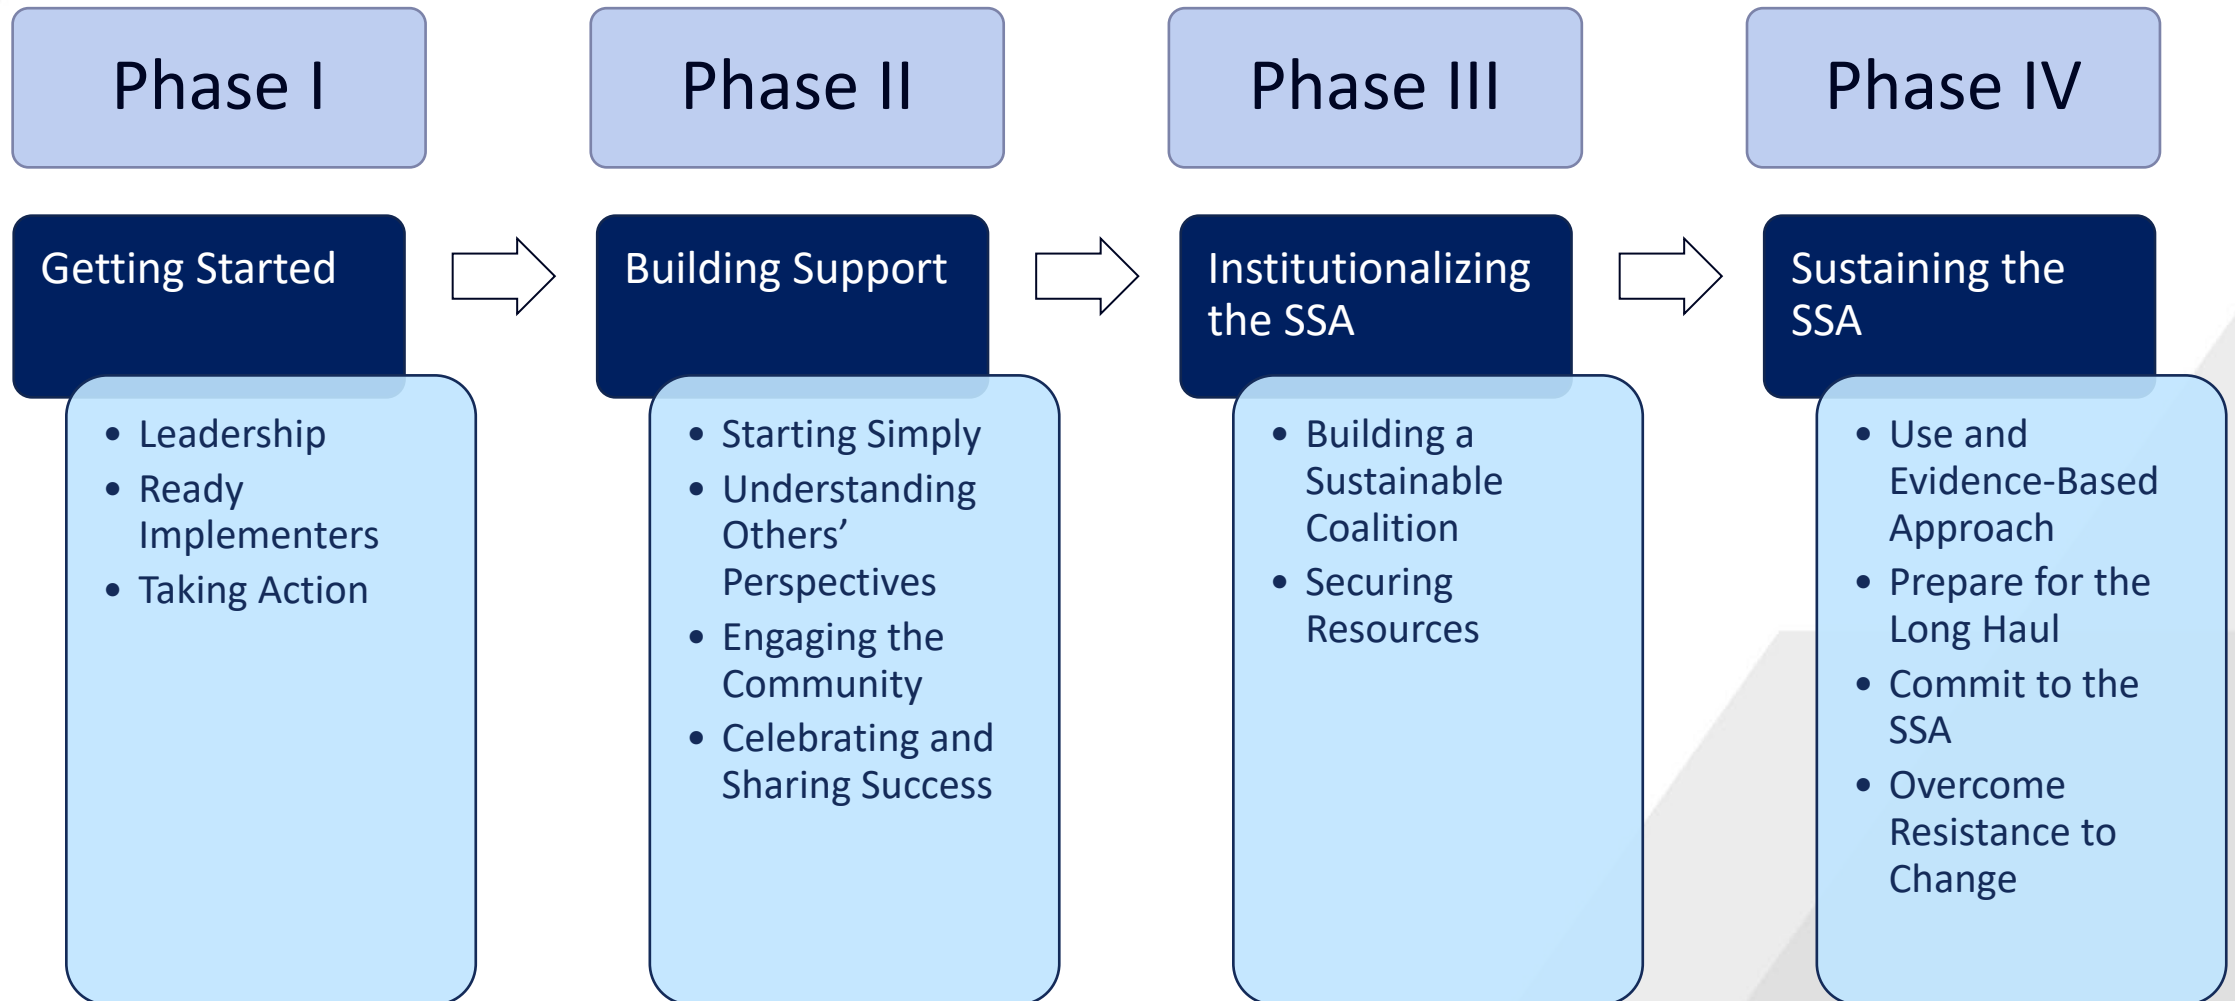 Phase I
Phase II
Phase III
Phase IV
Getting Started
Building Support
Institutionalizing
the SSA
Sustaining the
SSA
• Leadership
• Ready
Implementers
• Taking Action
• Starting Simply
• Understanding
Others’
Perspectives
• Engaging the
Community
• Celebrating and
Sharing Success
• Building a
Sustainable
Coalition
• Securing
Resources
• Use and
Evidence-Based
Approach
• Prepare for the
Long Haul
• Commit to the
SSA
• Overcome
Resistance to
Change